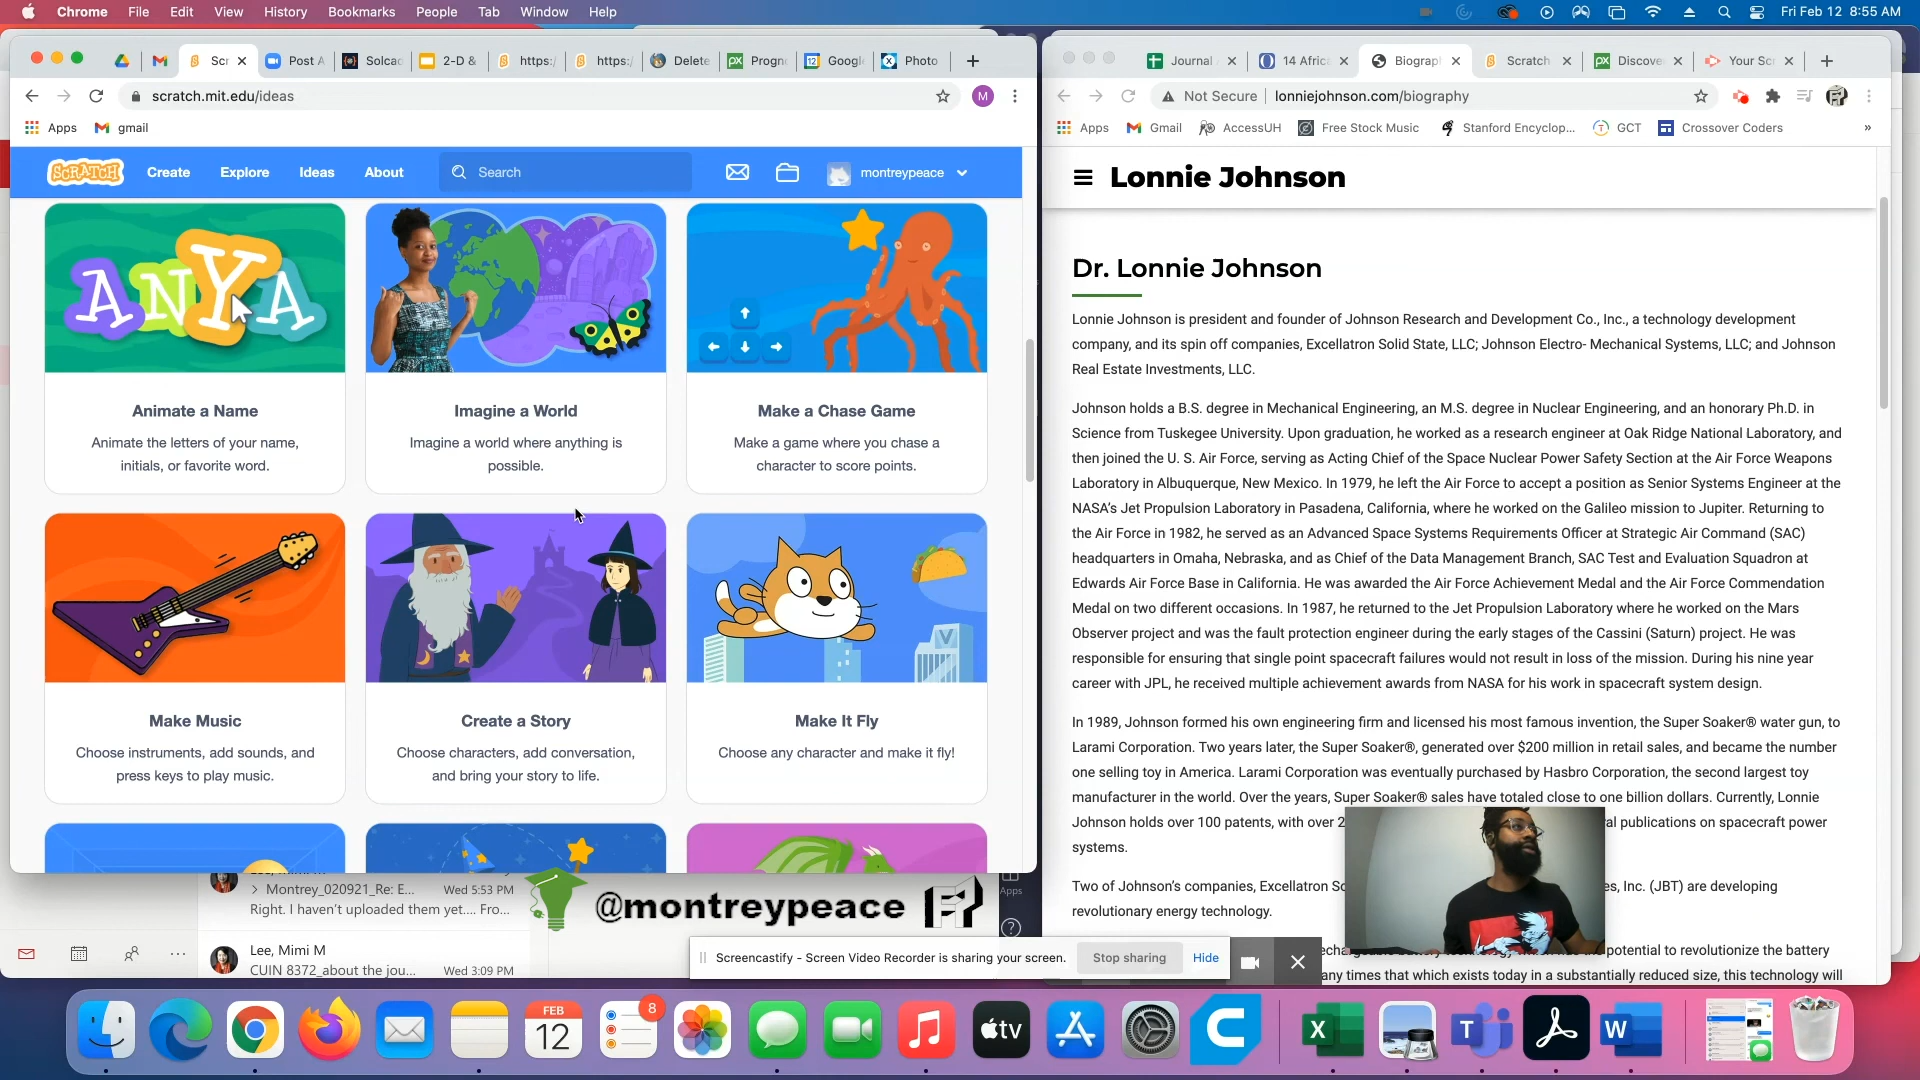 Chrome File Edit View History Bookmarks People Tab Window Help
Fri Feb 12 8:55 AM
Scr
Post A
Solcac
2-D &
https:/
https:/
Delete
Progn
Googl
Photo
scratch.mit.edu/ideas
M
Apps
gmail
SCRATCH
Create
Explore
Ideas
About
Search
montreypeace
ANYA
Animate a Name
Animate the letters of your name,
initials, or favorite word.
Imagine a World
Imagine a world where anything is
possible.
Make a Chase Game
Make a game where you chase a
character to score points.
Make Music
Choose instruments, add sounds, and
press keys to play music.
Create a Story
Choose characters, add conversation,
and bring your story to life.
V
Make It Fly
Choose any character and make it fly!
Journal
14 Africa
Biograp
Scratch
Discove
Your Scr
Not Secure
lonniejohnson.com/biography
Apps
Gmail
AccessUH
Free Stock Music
Stanford Encyclop...
GCT
Crossover Coders
»
Lonnie Johnson
Dr. Lonnie Johnson
Lonnie Johnson is president and founder of Johnson Research and Development Co., Inc., a technology development
company, and its spin off companies, Excellatron Solid State, LLC; Johnson Electro- Mechanical Systems, LLC; and Johnson
Real Estate Investments, LLC.
Johnson holds a B.S. degree in Mechanical Engineering, an M.S. degree in Nuclear Engineering, and an honorary Ph.D. in
Science from Tuskegee University. Upon graduation, he worked as a research engineer at Oak Ridge National Laboratory, and
then joined the U. S. Air Force, serving as Acting Chief of the Space Nuclear Power Safety Section at the Air Force Weapons
Laboratory in Albuquerque, New Mexico. In 1979, he left the Air Force to accept a position as Senior Systems Engineer at the
NASA's Jet Propulsion Laboratory in Pasadena, California, where he worked on the Galileo mission to Jupiter. Returning to
the Air Force in 1982, he served as an Advanced Space Systems Requirements Officer at Strategic Air Command (SAC)
headquarters in Omaha, Nebraska, and as Chief of the Data Management Branch, SAC Test and Evaluation Squadron at
Edwards Air Force Base in California. He was awarded the Air Force Achievement Medal and the Air Force Commendation
Medal on two different occasions. In 1987, he returned to the Jet Propulsion Laboratory where he worked on the Mars
Observer project and was the fault protection engineer during the early stages of the Cassini (Saturn) project. He was
responsible for ensuring that single point spacecraft failures would not result in loss of the mission. During his nine year
career with JPL, he received multiple achievement awards from NASA for his work in spacecraft system design.
In 1989, Johnson formed his own engineering firm and licensed his most famous invention, the Super Soaker® water gun, to
Larami Corporation. Two years later, the Super Soaker®, generated over $200 million in retail sales, and became the number
one selling toy in America. Larami Corporation was eventually purchased by Hasbro Corporation, the second largest toy
manufacturer in the world. Over the years, Super Soaker® sales have totaled close to one billion dollars. Currently, Lonnie
Johnson holds over 100 patents, with over 2 al publications on spacecraft power
systems.
Two of Johnson's companies, Excellatron So es, Inc. (JBT) are developing
revolutionary energy technology.
potential to revolutionize the battery
any times that which exists today in a substantially reduced size, this technology will
> Montrey_020921_Re: E... Wed 5:53 PM
Right. I haven't uploaded them yet.... Fro...
Lee, Mimi M
CUIN 8372_about the jou... Wed 3:09 PM
@montreypeace
Apps
Screencastify - Screen Video Recorder is sharing your screen.
Stop sharing
Hide
FEB
12
8
tv
X
T
W